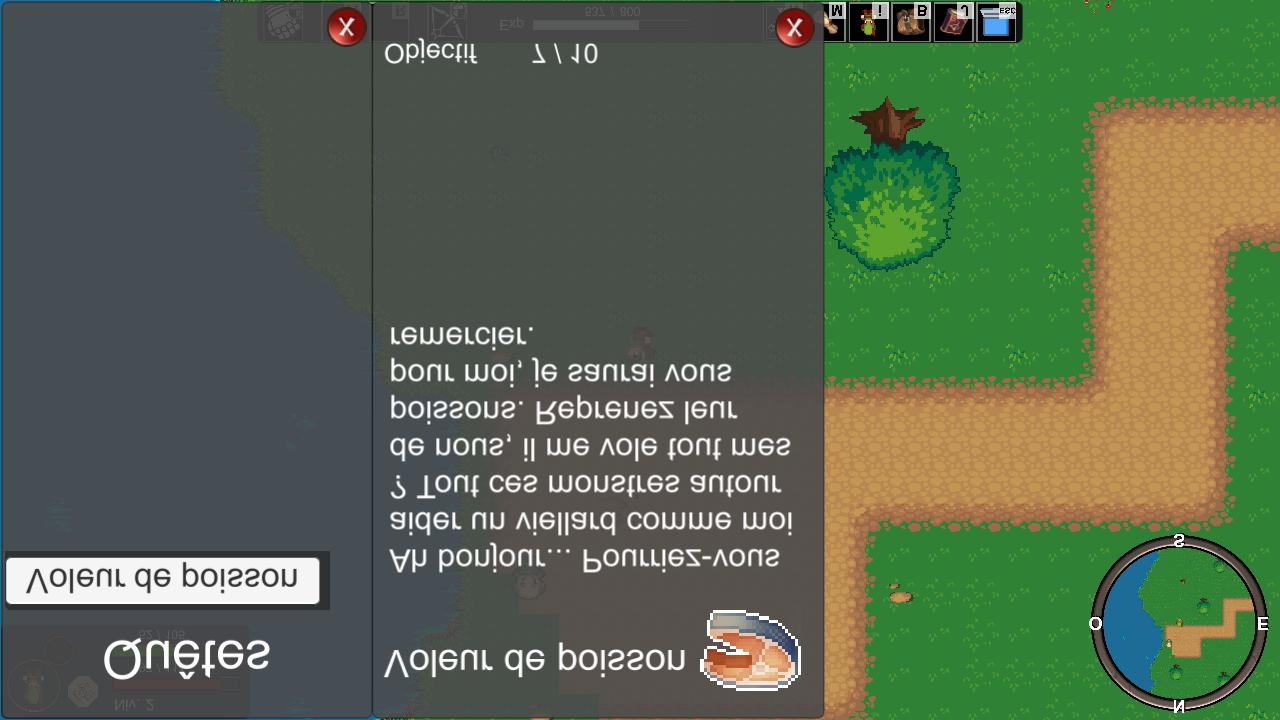 Quêtes
Voleur de poisson
Voleur de poisson
Ah bonjour... Pourriez-vous
aider un viellard comme moi
? Tout ces monstres autour
de nous, il me vole tout mes
poissons. Reprenez leur
pour moi, je saurai vous
remercier.
Objectif 7 / 10
X
X
Niv. 2
Exp 537 / 800
M I B J ESC
N
O E
S